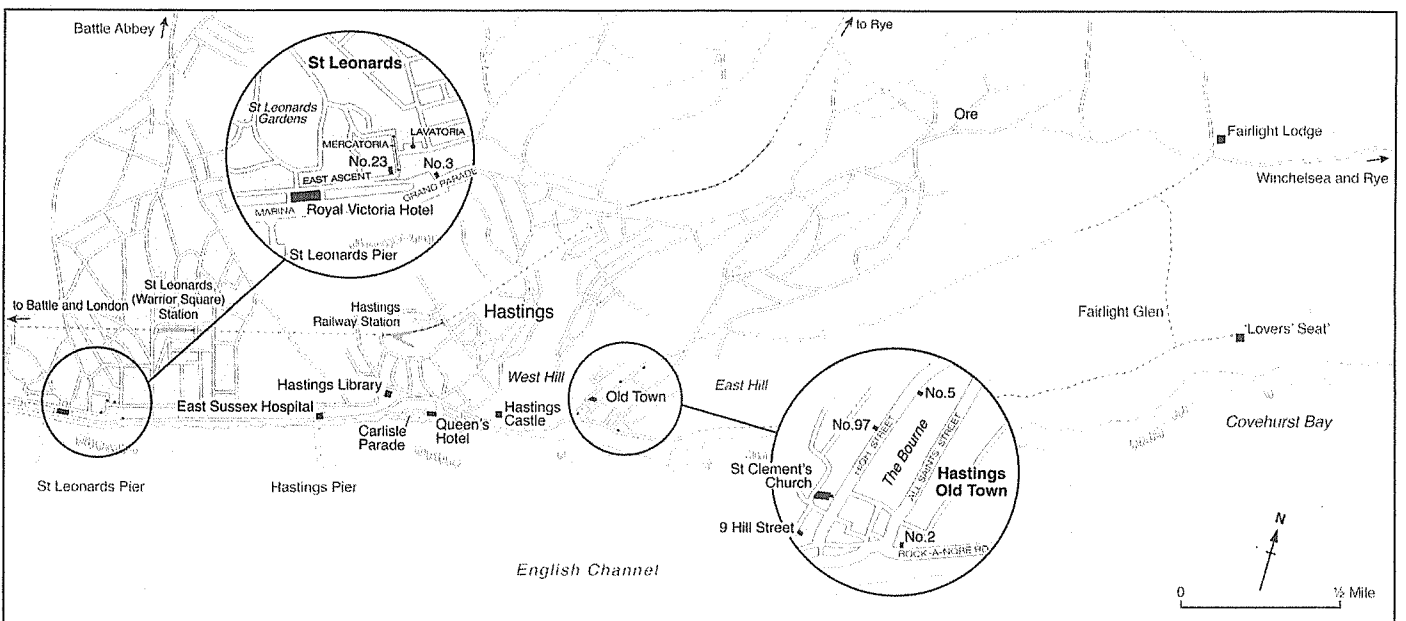 Battle Abbey
to Rye
St Leonards
St Leonards
Gardens
LAVATORIA
MERCATORIA
No.23
No.3
EAST ASCENT
GRAND PARADE
MARINA
Royal Victoria Hotel
St Leonards Pier
Ore
Fairlight Lodge
Winchelsea and Rye
to Battle and London
St Leonards,
(Warrior Square)
Station
Hastings
Railway Station
Hastings
Fairlight Glen
'Lovers' Seat'
West Hill
East Hill
Old Town
Hastings Library
East Sussex Hospital
Carlisle
Parade
Queen's
Hotel
Hastings
Castle
Covehurst Bay
No.5
No.97
HIGH STREET
The Bourne
ALL SAINTS' STREET
St Clement's
Church
Hastings
Old Town
9 Hill Street
No.2
ROCK-A-NORE RD
St Leonards Pier
Hastings Pier
English Channel
N
0
½ Mile